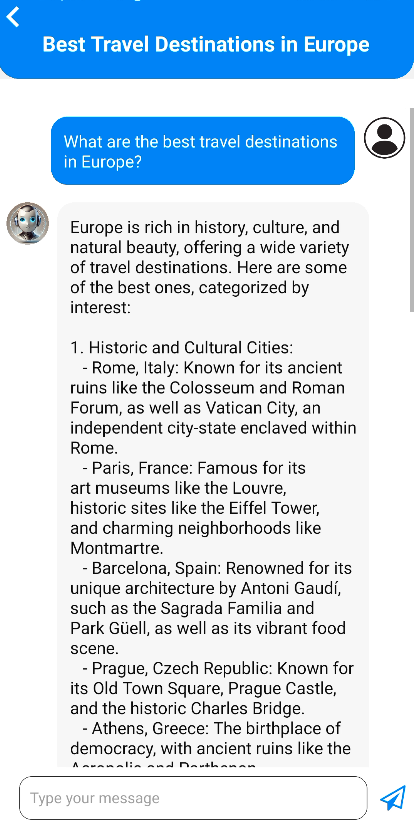 Best Travel Destinations in Europe
What are the best travel destinations
in Europe?
Europe is rich in history, culture, and
natural beauty, offering a wide variety
of travel destinations. Here are some
of the best ones, categorized by
interest:
1. Historic and Cultural Cities:
- Rome, Italy: Known for its ancient
ruins like the Colosseum and Roman
Forum, as well as Vatican City, an
independent city-state enclaved within
Rome.
- Paris, France: Famous for its
art museums like the Louvre,
historic sites like the Eiffel Tower,
and charming neighborhoods like
Montmartre.
- Barcelona, Spain: Renowned for its
unique architecture by Antoni Gaudí,
such as the Sagrada Familia and
Park Güell, as well as its vibrant food
scene.
- Prague, Czech Republic: Known for
its Old Town Square, Prague Castle,
and the historic Charles Bridge.
- Athens, Greece: The birthplace of
democracy, with ancient ruins like the
Acropolis and Parthenon.
Type your message